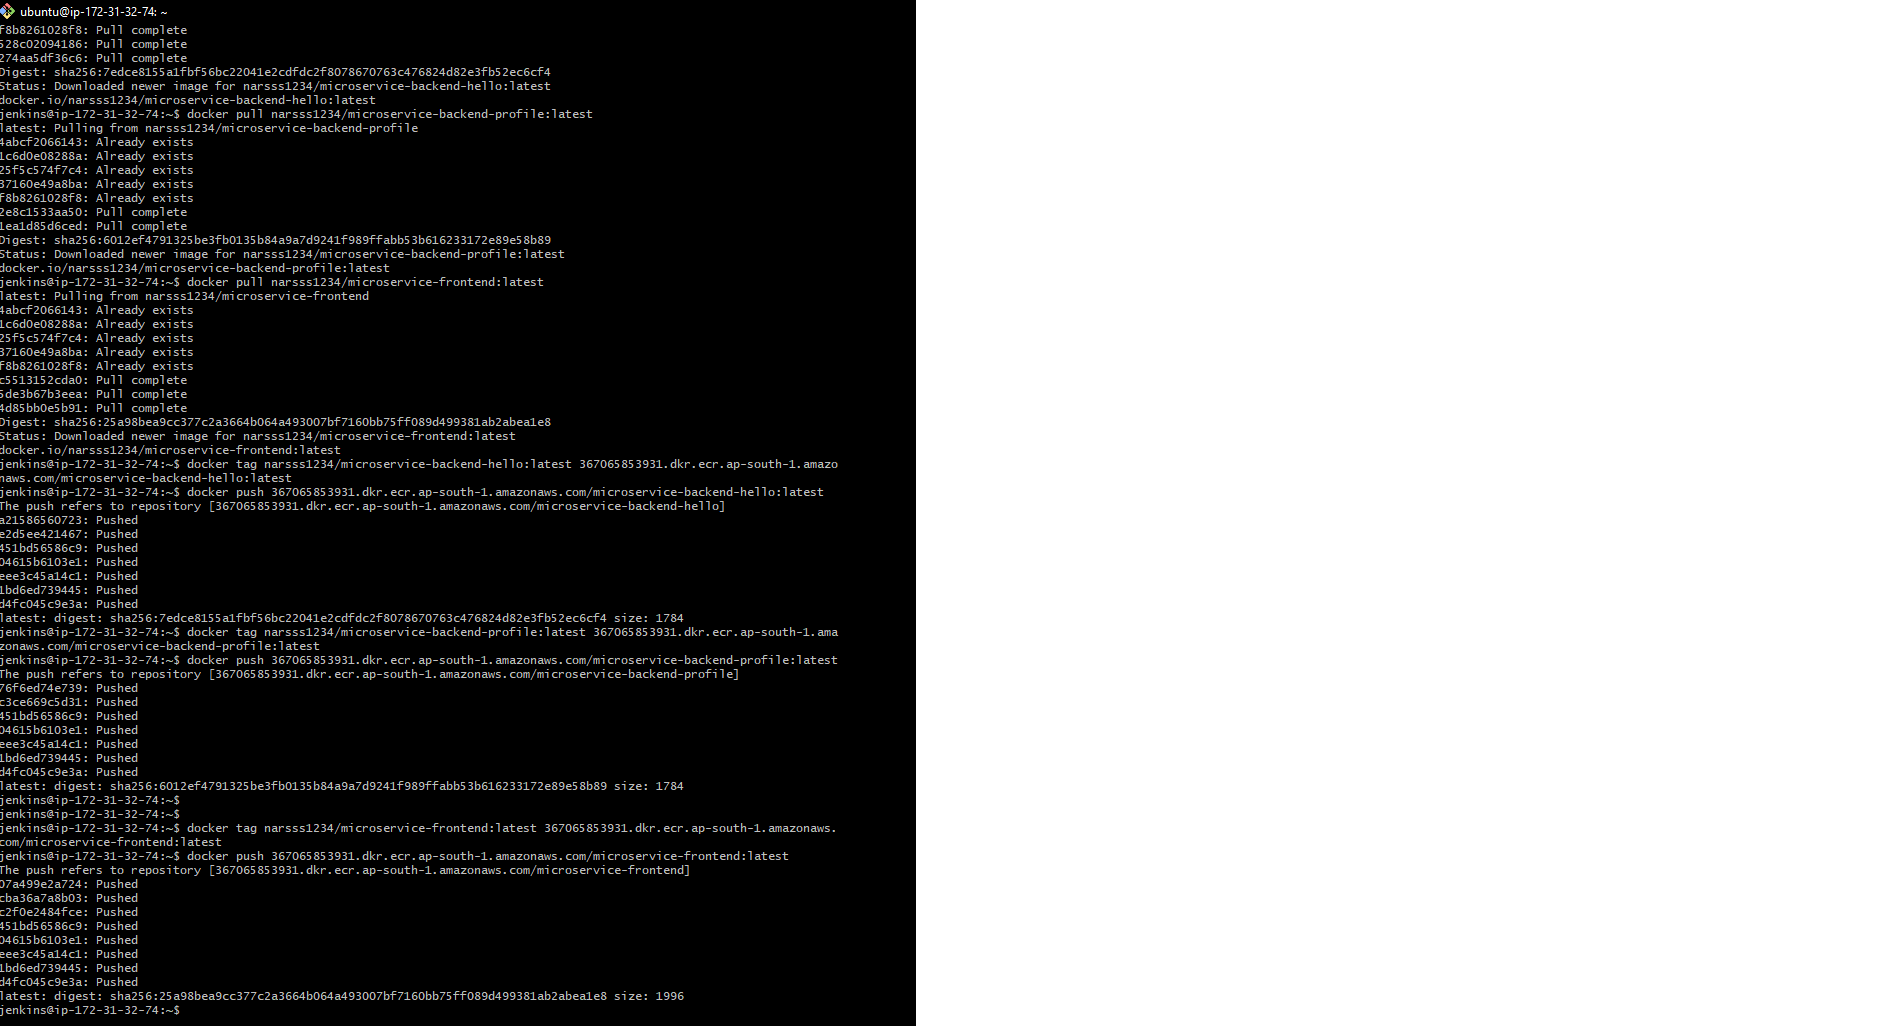 ubuntu@ip-172-31-32-74: ~
f8b8261028f8: Pull complete
528c02094186: Pull complete
274aa5df36c6: Pull complete
Digest: sha256:7edce8155a1fbf56bc22041e2cdfdc2f8078670763c476824d82e3fb52ec6cf4
Status: Downloaded newer image for narsss1234/microservice-backend-hello:latest
docker.io/narsss1234/microservice-backend-hello:latest
jenkins@ip-172-31-32-74:~$ docker pull narsss1234/microservice-backend-profile:latest
latest: Pulling from narsss1234/microservice-backend-profile
4abcf2066143: Already exists
1c6d0e08288a: Already exists
25f5c574f7c4: Already exists
37160e49a8ba: Already exists
f8b8261028f8: Already exists
2e8c1533aa50: Pull complete
1ea1d85d6ced: Pull complete
Digest: sha256:6012ef4791325be3fb0135b84a9a7d9241f989ffabb53b616233172e89e58b89
Status: Downloaded newer image for narsss1234/microservice-backend-profile:latest
docker.io/narsss1234/microservice-backend-profile:latest
jenkins@ip-172-31-32-74:~$ docker pull narsss1234/microservice-frontend:latest
latest: Pulling from narsss1234/microservice-frontend
4abcf2066143: Already exists
1c6d0e08288a: Already exists
25f5c574f7c4: Already exists
37160e49a8ba: Already exists
f8b8261028f8: Already exists
c5513152cda0: Pull complete
5de3b67b3eea: Pull complete
4d85bb0e5b91: Pull complete
Digest: sha256:25a98bea9cc377c2a3664b064a493007bf7160bb75ff089d499381ab2abea1e8
Status: Downloaded newer image for narsss1234/microservice-frontend:latest
docker.io/narsss1234/microservice-frontend:latest
jenkins@ip-172-31-32-74:~$ docker tag narsss1234/microservice-backend-hello:latest 367065853931.dkr.ecr.ap-south-1.amazo
naws.com/microservice-backend-hello:latest
jenkins@ip-172-31-32-74:~$ docker push 367065853931.dkr.ecr.ap-south-1.amazonaws.com/microservice-backend-hello:latest
The push refers to repository [367065853931.dkr.ecr.ap-south-1.amazonaws.com/microservice-backend-hello]
a21586560723: Pushed
e2d5ee421467: Pushed
451bd56586c9: Pushed
04615b6103e1: Pushed
eee3c45a14c1: Pushed
1bd6ed739445: Pushed
d4fc045c9e3a: Pushed
latest: digest: sha256:7edce8155a1fbf56bc22041e2cdfdc2f8078670763c476824d82e3fb52ec6cf4 size: 1784
jenkins@ip-172-31-32-74:~$ docker tag narsss1234/microservice-backend-profile:latest 367065853931.dkr.ecr.ap-south-1.ama
zonaws.com/microservice-backend-profile:latest
jenkins@ip-172-31-32-74:~$ docker push 367065853931.dkr.ecr.ap-south-1.amazonaws.com/microservice-backend-profile:latest
The push refers to repository [367065853931.dkr.ecr.ap-south-1.amazonaws.com/microservice-backend-profile]
76f6ed74e739: Pushed
c3ce669c5d31: Pushed
451bd56586c9: Pushed
04615b6103e1: Pushed
eee3c45a14c1: Pushed
1bd6ed739445: Pushed
d4fc045c9e3a: Pushed
latest: digest: sha256:6012ef4791325be3fb0135b84a9a7d9241f989ffabb53b616233172e89e58b89 size: 1784
jenkins@ip-172-31-32-74:~$
jenkins@ip-172-31-32-74:~$
jenkins@ip-172-31-32-74:~$ docker tag narsss1234/microservice-frontend:latest 367065853931.dkr.ecr.ap-south-1.amazonaws.
com/microservice-frontend:latest
jenkins@ip-172-31-32-74:~$ docker push 367065853931.dkr.ecr.ap-south-1.amazonaws.com/microservice-frontend:latest
The push refers to repository [367065853931.dkr.ecr.ap-south-1.amazonaws.com/microservice-frontend]
07a499e2a724: Pushed
cba36a7a8b03: Pushed
c2f0e2484fce: Pushed
451bd56586c9: Pushed
04615b6103e1: Pushed
eee3c45a14c1: Pushed
1bd6ed739445: Pushed
d4fc045c9e3a: Pushed
latest: digest: sha256:25a98bea9cc377c2a3664b064a493007bf7160bb75ff089d499381ab2abea1e8 size: 1996
jenkins@ip-172-31-32-74:~$